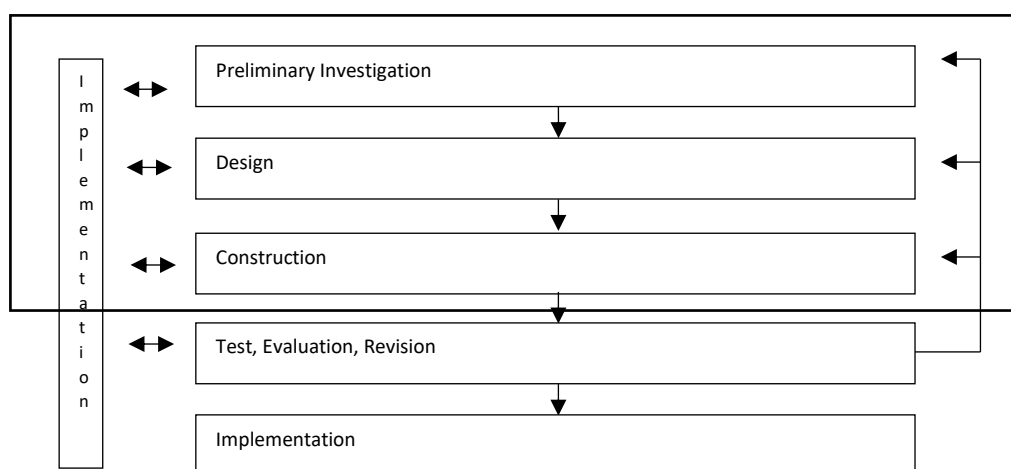 Implementation
Preliminary Investigation
Design
Construction
Test, Evaluation, Revision
Implementation